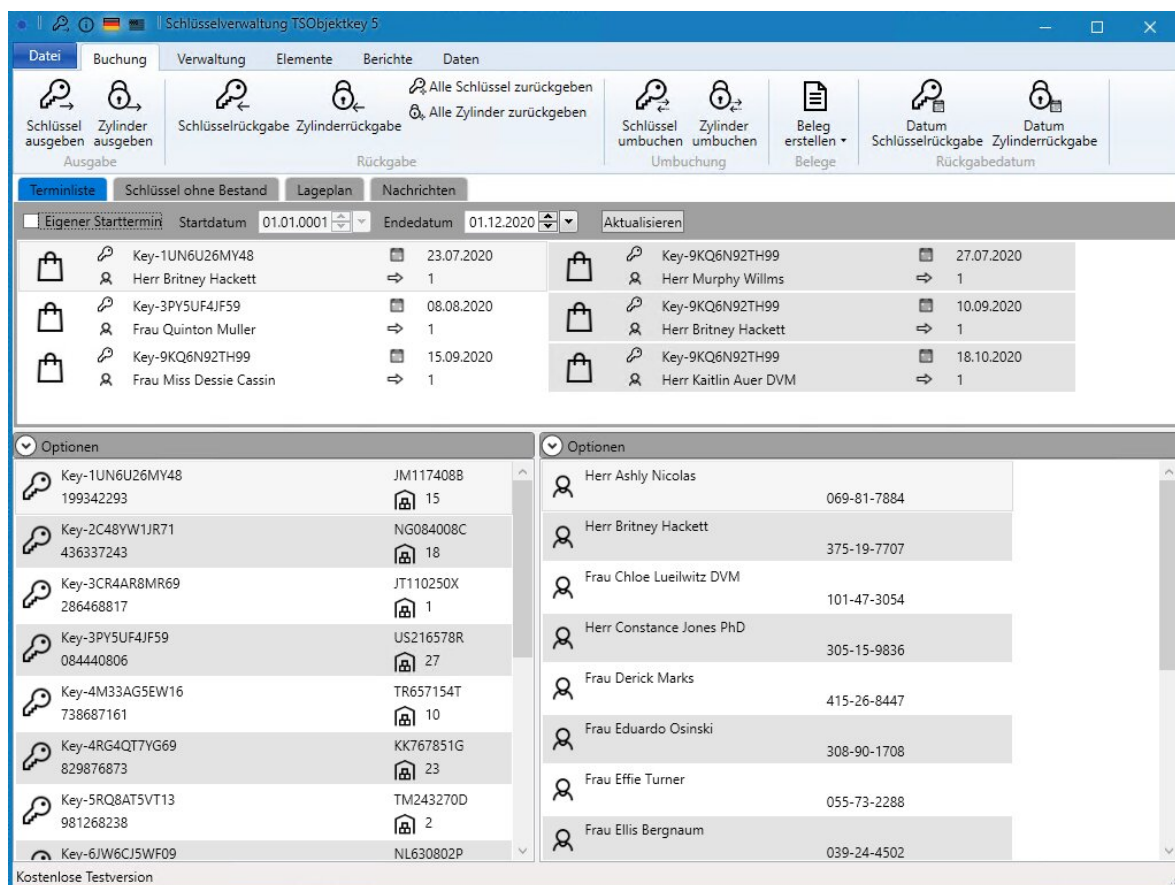 Schlüsselverwaltung TSObjektkey 5
Datei Buchung Verwaltung Elemente Berichte Daten
Schlüssel ausgeben
Zylinder ausgeben
Ausgabe
Schlüsselrückgabe Zylinderrückgabe
Alle Schlüssel zurückgeben
Alle Zylinder zurückgeben
Rückgabe
Schlüssel umbuchen
Zylinder umbuchen
Umbuchung
Beleg erstellen
Belege
Datum Schlüsselrückgabe
Datum Zylinderrückgabe
Rückgabedatum
Terminliste Schlüssel ohne Bestand Lageplan Nachrichten
Eigener Starttermin Startdatum 01.01.0001 Endedatum 01.12.2020 Aktualisieren
Key-1UN6U26MY48 23.07.2020
Herr Britney Hackett 1
Key-9KQ6N92TH99 27.07.2020
Herr Murphy Willms 1
Key-3PY5UF4JF59 08.08.2020
Frau Quinton Muller 1
Key-9KQ6N92TH99 10.09.2020
Herr Britney Hackett 1
Key-9KQ6N92TH99 15.09.2020
Frau Miss Dessie Cassin 1
Key-9KQ6N92TH99 18.10.2020
Herr Kaitlin Auer DVM 1
Optionen
Key-1UN6U26MY48 JM117408B
199342293 15
Key-2C48YW1JR71 NG084008C
436337243 18
Key-3CR4AR8MR69 JT110250X
286468817 1
Key-3PY5UF4JF59 US216578R
084440806 27
Key-4M33AG5EW16 TR657154T
738687161 10
Key-4RG4QT7YG69 KK767851G
829876873 23
Key-5RQ8AT5VT13 TM243270D
981268238 2
Key-6JW6CJ5WF09 NL630802P
Optionen
Herr Ashly Nicolas
069-81-7884
Herr Britney Hackett
375-19-7707
Frau Chloe Lueilwitz DVM
101-47-3054
Herr Constance Jones PhD
305-15-9836
Frau Derick Marks
415-26-8447
Frau Eduardo Osinski
308-90-1708
Frau Effie Turner
055-73-2288
Frau Ellis Bergnaum
039-24-4502
Kostenlose Testversion